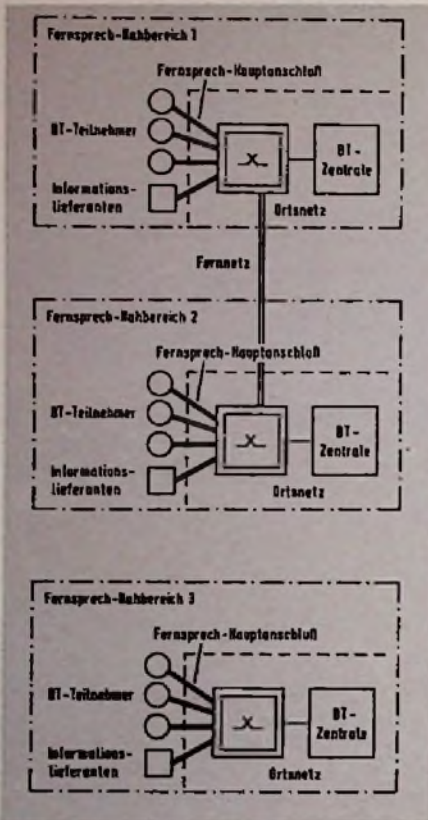 Fernsprech-Nahbereich 1
Fernsprech-Hauptanschluß
BT-Teilnehmer
BT-
Zentrale
Informations-
lieferanten
Ortsnetz
Fernnetz
Fernsprech-Nahbereich 2
Fernsprech-Hauptanschluß
BT-Teilnehmer
BT-
Zentrale
Informations-
lieferanten
Ortsnetz
Fernsprech-Nahbereich 3
Fernsprech-Hauptanschluß
BT-Teilnehmer
BT-
Zentrale
Informations-
lieferanten
Ortsnetz